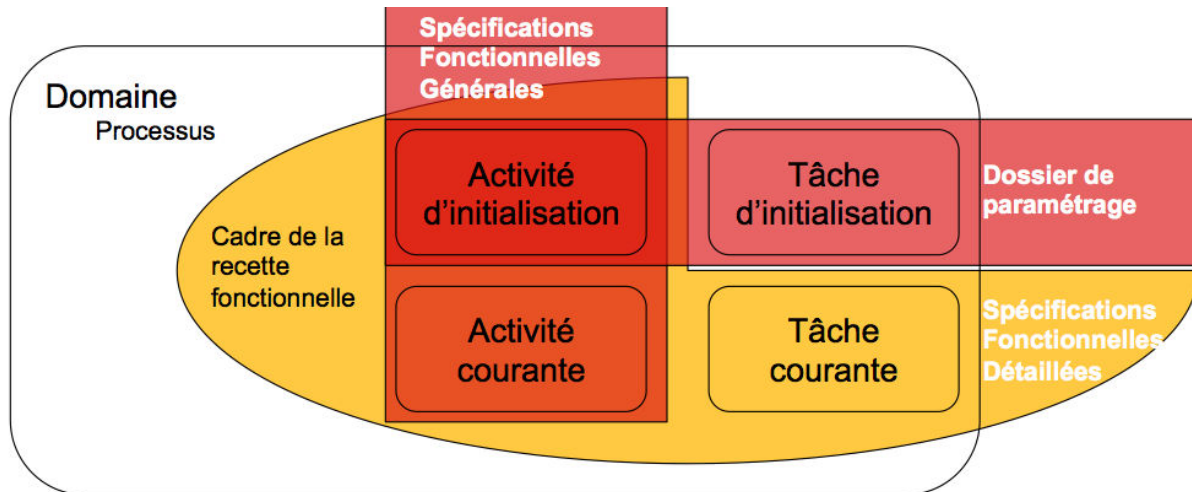 Spécifications
Fonctionnelles
Générales
Domaine
Processus
Activité
d'initialisation
Tâche
d'initialisation
Dossier de
paramétrage
Cadre de la
recette
fonctionnelle
Activité
courante
Tâche
courante
Spécifications
Fonctionnelles
Détaillées